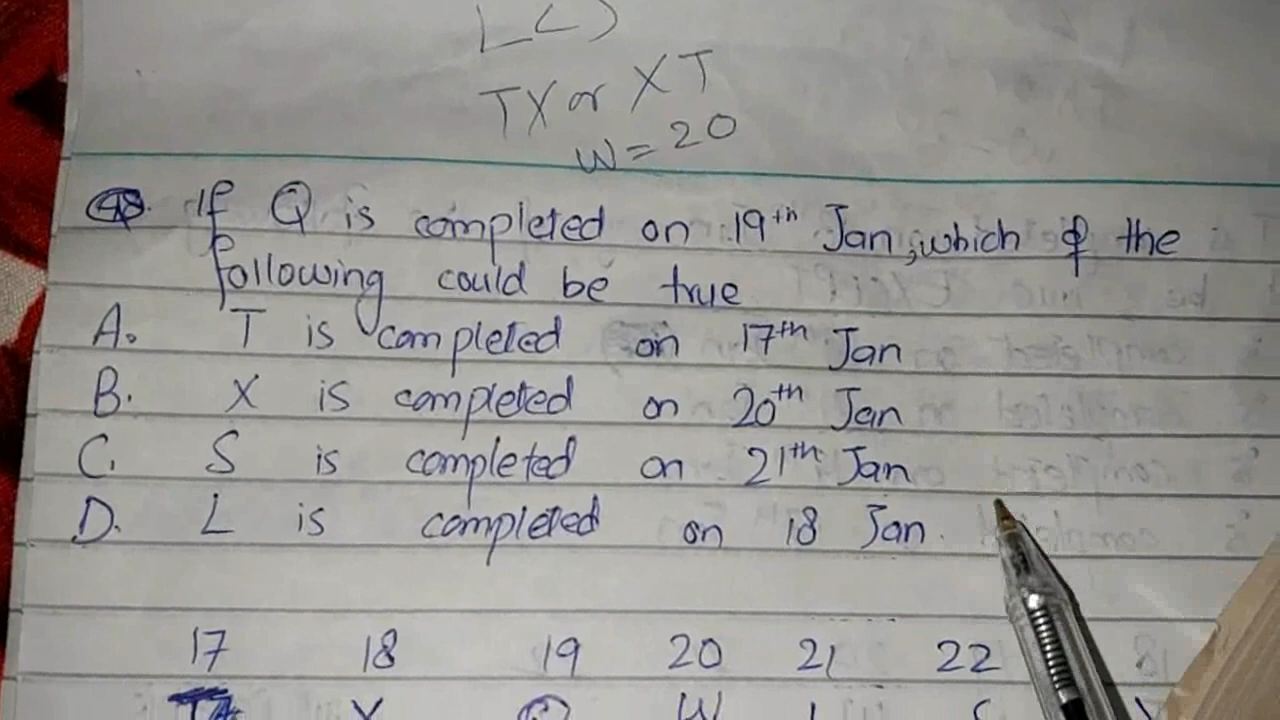 L < J
TX or XT
W = 20
Q8. If Q is completed on 19th Jan, which of the
following could be true
A. T is completed on 17th Jan
B. X is completed on 20th Jan
C. S is completed on 21th Jan
D. L is completed on 18 Jan.
17 18 19 20 21 22
W